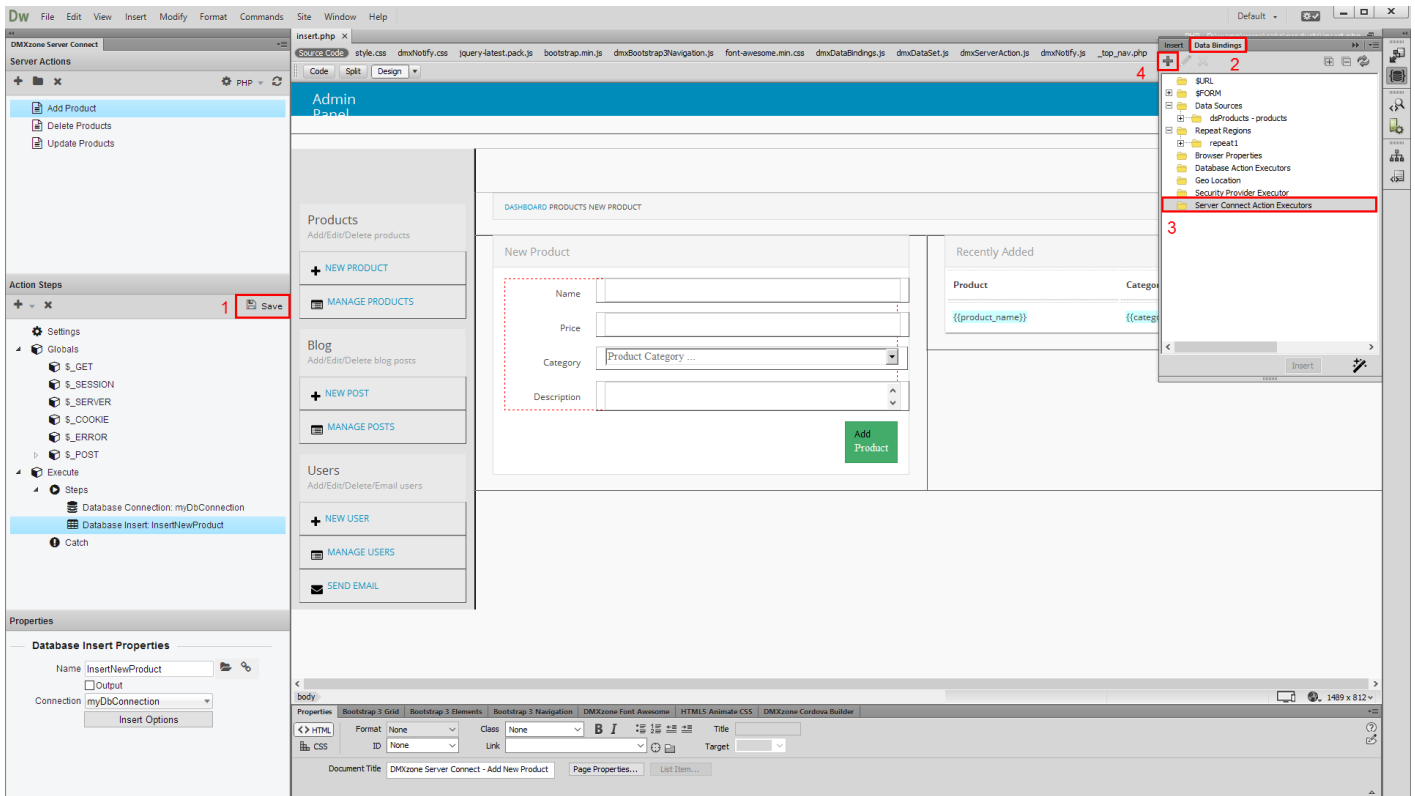 DW File Edit View Insert Modify Format Commands Site Window Help Default
DMXzone Server Connect
Server Actions
PHP
Add Product
Delete Products
Update Products
Action Steps
1 Save
Settings
Globals
$_GET
$_SESSION
$_SERVER
$_COOKIE
$_ERROR
$_POST
Execute
Steps
Database Connection: myDbConnection
Database Insert: InsertNewProduct
Catch
Properties
Database Insert Properties
Name InsertNewProduct
Output
Connection myDbConnection
Insert Options
insert.php
Source Code style.css dmxNotify.css jquery-latest.pack.js bootstrap.min.js dmxBootstrap3Navigation.js font-awesome.min.css dmxDataBindings.js dmxDataSet.js dmxServerAction.js dmxNotify.js _top_nav.php
Code Split Design
Admin
Panel
Products
Add/Edit/Delete products
NEW PRODUCT
MANAGE PRODUCTS
Blog
Add/Edit/Delete blog posts
NEW POST
MANAGE POSTS
Users
Add/Edit/Delete/Email users
NEW USER
MANAGE USERS
SEND EMAIL
DASHBOARD PRODUCTS NEW PRODUCT
New Product
Name
Price
Category Product Category ...
Description
Add
Product
Recently Added
Product
{{product_name}}
Insert Data Bindings
4 2
$URL
$FORM
Data Sources
dsProducts - products
Repeat Regions
repeat1
Browser Properties
Database Action Executors
Geo Location
Security Provider Executor
Server Connect Action Executors
3
Insert
body
1489 x 812
Properties Bootstrap 3 Grid Bootstrap 3 Elements Bootstrap 3 Navigation DMXzone Font Awesome HTML5 Animate CSS DMXzone Cordova Builder
<> HTML Format None Class None B I Title
CSS ID None Link Target
Document Title DMXzone Server Connect - Add New Product Page Properties... List Item...